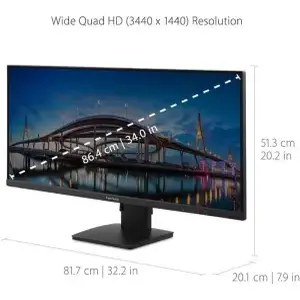 Wide Quad HD (3440 x 1440) Resolution
86.4 cm | 34.0 in
51.3 cm
20.2 in
81.7 cm | 32.2 in
20.1 cm | 7.9 in